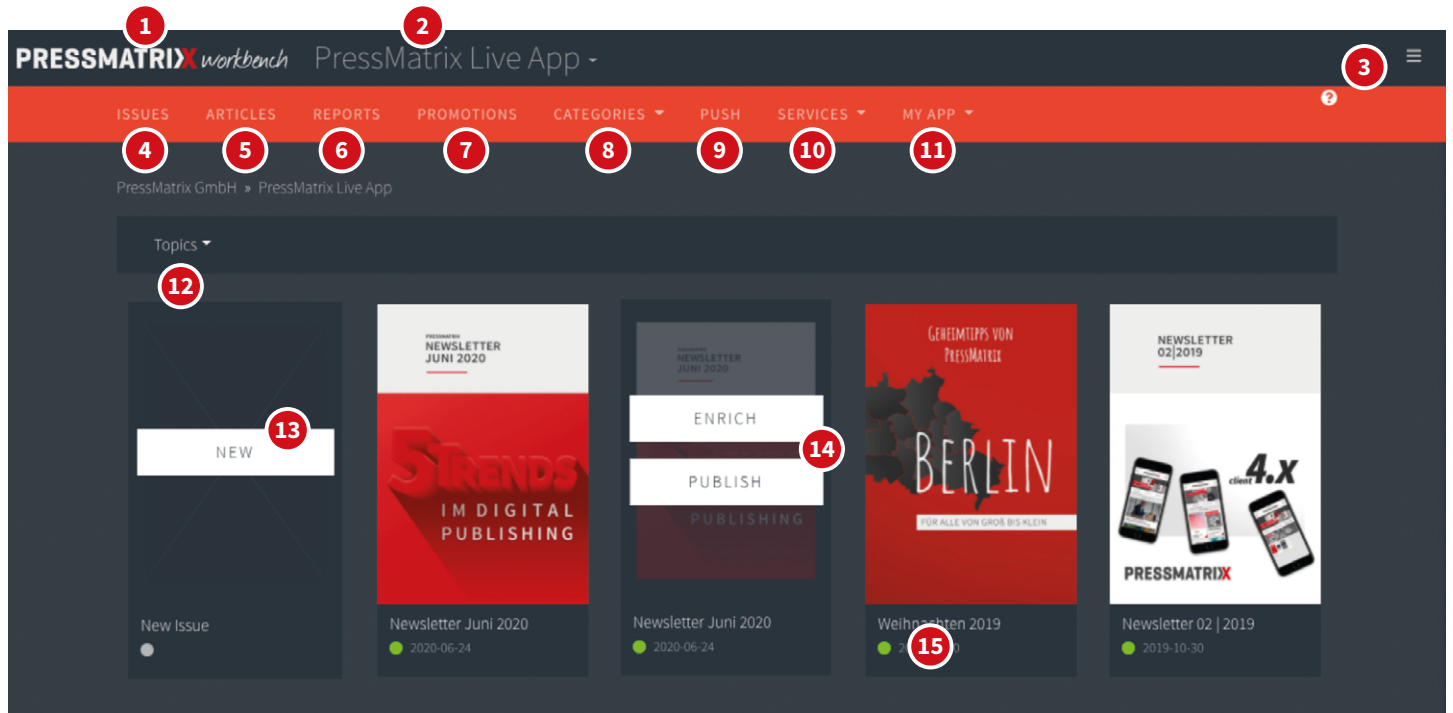 1
2
PRESSMATRIX workbench PressMatrix Live App
3
ISSUES ARTICLES REPORTS PROMOTIONS CATEGORIES PUSH SERVICES MY APP
?
4 5 6 7 8 9 10 11
PressMatrix GmbH » PressMatrix Live App
Topics
12
NEW
13
New Issue
PRESSMATRIX
NEWSLETTER
JUNI 2020
5 TRENDS
IM DIGITAL
PUBLISHING
Newsletter Juni 2020
2020-06-24
NEWSLETTER
JUNI 2020
ENRICH
14
PUBLISH
PUBLISHING
Newsletter Juni 2020
2020-06-24
GEHEIMTIPPS VON
PRESSMATRIX
BERLIN
FÜR ALLE VON GROß BIS KLEIN
Weihnachten 2019
15
NEWSLETTER
02|2019
client 4.X
PRESSMATRIX
Newsletter 02 | 2019
2019-10-30